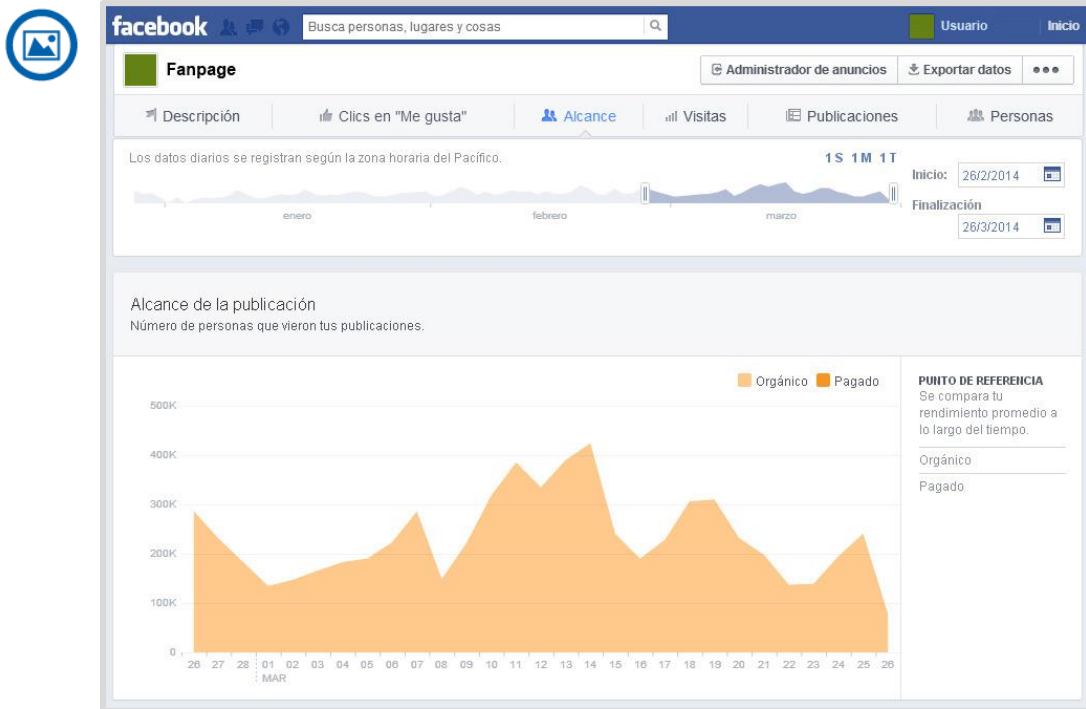 facebook
Busca personas, lugares y cosas
Usuario
Inicio
Fanpage
Administrador de anuncios
Exportar datos
Descripción
Clics en "Me gusta"
Alcance
Visitas
Publicaciones
Personas
Los datos diarios se registran según la zona horaria del Pacífico.
1S 1M 1T
Inicio: 26/2/2014
Finalización
26/3/2014
enero
febrero
marzo
Alcance de la publicación
Número de personas que vieron tus publicaciones.
Orgánico Pagado
500K
400K
300K
200K
100K
0
26 27 28 01 02 03 04 05 06 07 08 09 10 11 12 13 14 15 16 17 18 19 20 21 22 23 24 25 26
MAR
PUNTO DE REFERENCIA
Se compara tu
rendimiento promedio a
lo largo del tiempo.
Orgánico
Pagado